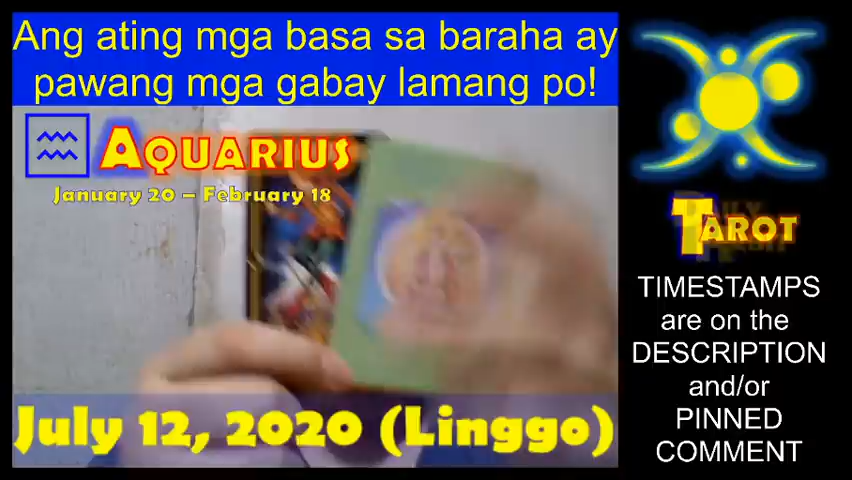 Ang ating mga basa sa baraha ay
pawang mga gabay lamang po!
AQUARIUS
January 20 – February 18
July 12, 2020 (Linggo)
TAROT
TIMESTAMPS
are on the
DESCRIPTION
and/or
PINNED
COMMENT